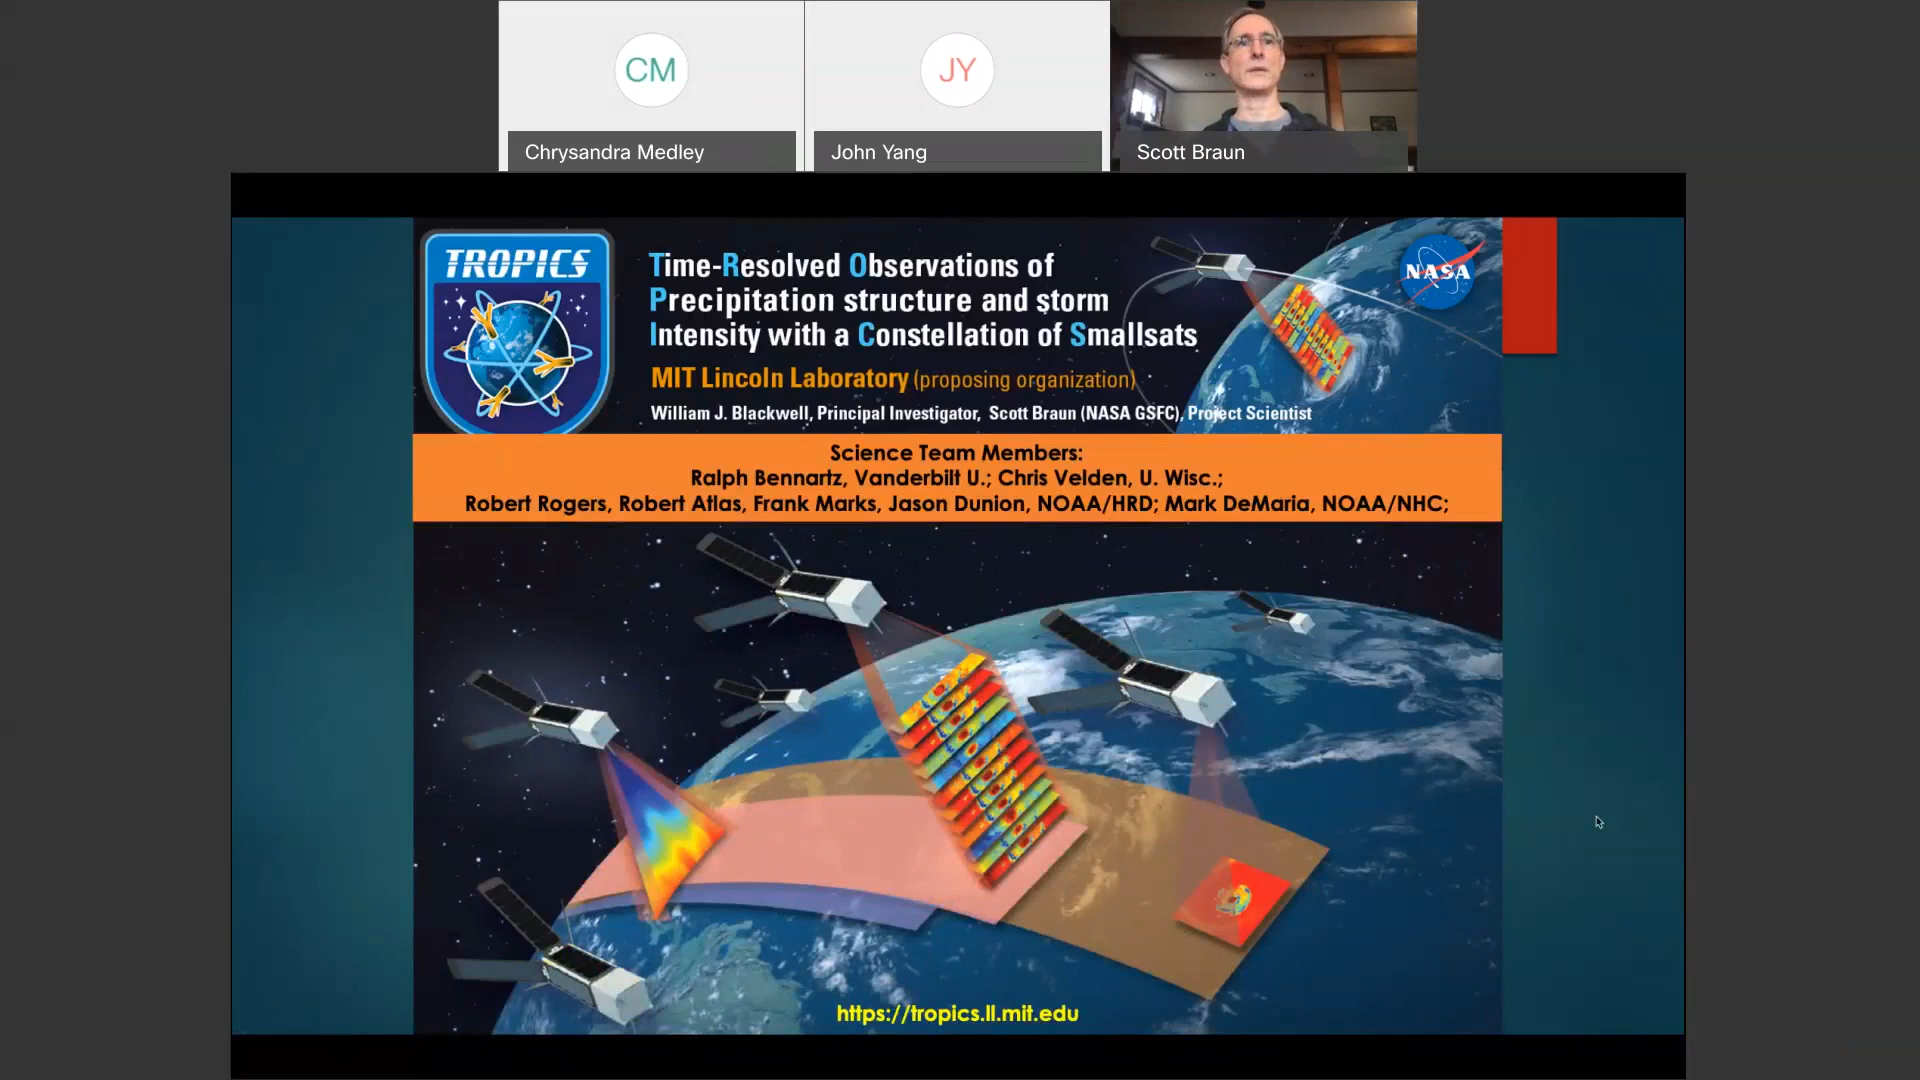 CM
JY
Chrysandra Medley
John Yang
Scott Braun
TROPICS
Time-Resolved Observations of
Precipitation structure and storm
Intensity with a Constellation of Smallsats
MIT Lincoln Laboratory (proposing organization)
William J. Blackwell, Principal Investigator, Scott Braun (NASA GSFC), Project Scientist
NASA
Science Team Members:
Ralph Bennartz, Vanderbilt U.; Chris Velden, U. Wisc.;
Robert Rogers, Robert Atlas, Frank Marks, Jason Dunion, NOAA/HRD; Mark DeMaria, NOAA/NHC;
https://tropics.ll.mit.edu